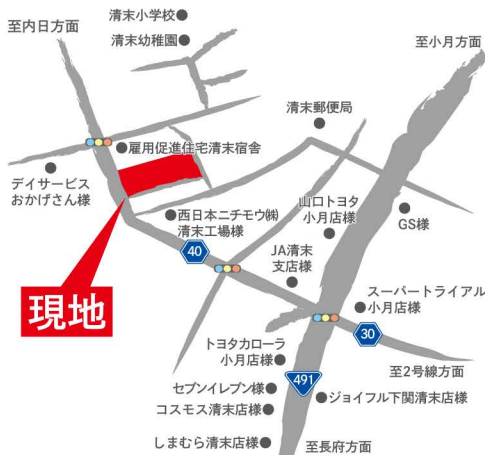 清末小学校
至内日方面
清末幼稚園
至小月方面
清末郵便局
雇用促進住宅清末宿舎
デイサービス
おかげさん様
西日本ニチモウ㈱
清末工場様
山口トヨタ
小月店様
GS様
40
JA清末
支店様
現地
スーパートライアル
小月店様
30
トヨタカローラ
小月店様
至2号線方面
491
セブンイレブン様
ジョイフル下関清末店様
コスモス清末店様
しまむら清末店様
至長府方面